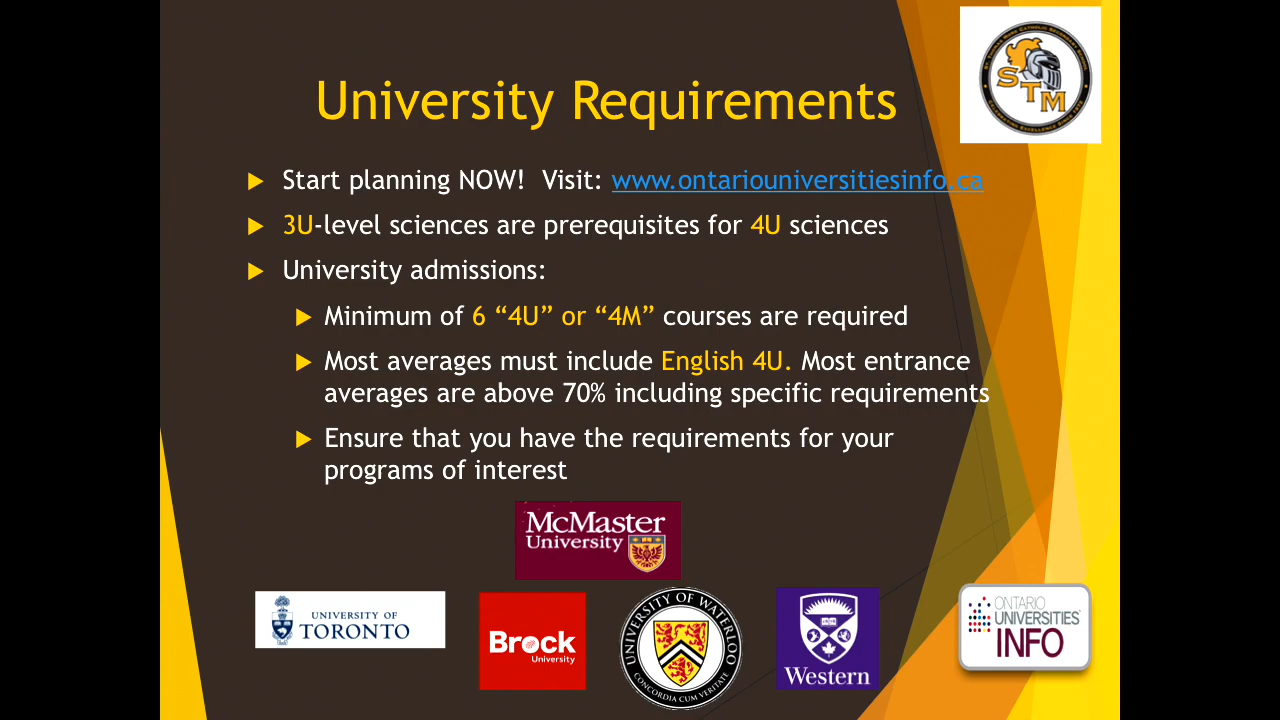 University Requirements
Start planning NOW!  Visit: www.ontariouniversitiesinfo.ca
3U-level sciences are prerequisites for 4U sciences
University admissions:
Minimum of 6 “4U” or “4M” courses are required
Most averages must include English 4U. Most entrance
averages are above 70% including specific requirements
Ensure that you have the requirements for your
programs of interest
STM
McMaster
University
UNIVERSITY OF
TORONTO
Brock
University
UNIVERSITY OF WATERLOO
CONCORDIA CUM VERITATE
Western
ONTARIO
UNIVERSITIES'
INFO